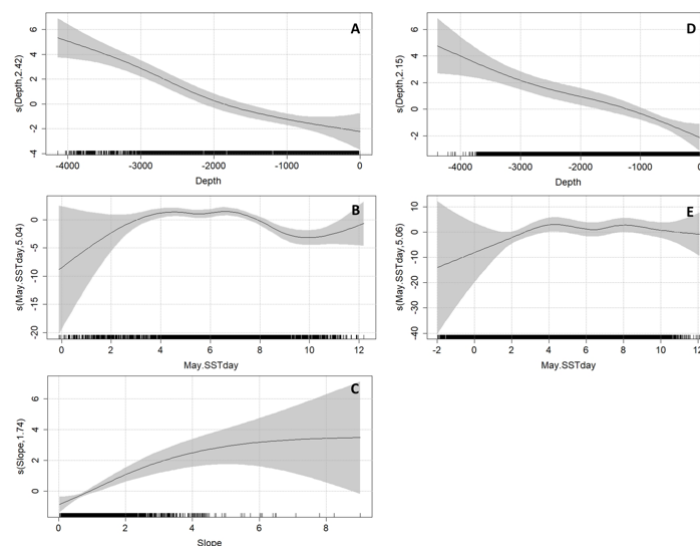 A
s(Depth,2.42)
6
4
2
0
-2
-4
-4000 -3000 -2000 -1000 0
Depth
D
s(Depth,2.15)
6
4
2
0
-2
-4000 -3000 -2000 -1000 0
Depth
B
s(May.SSTday,5.04)
0
-5
-10
-15
-20
0 2 4 6 8 10 12
May.SSTday
E
s(May.SSTday,5.06)
10
0
-10
-20
-30
-40
-2 0 2 4 6 8 10 12
May.SSTday
C
s(Slope,1.74)
6
4
2
0
0 2 4 6 8
Slope